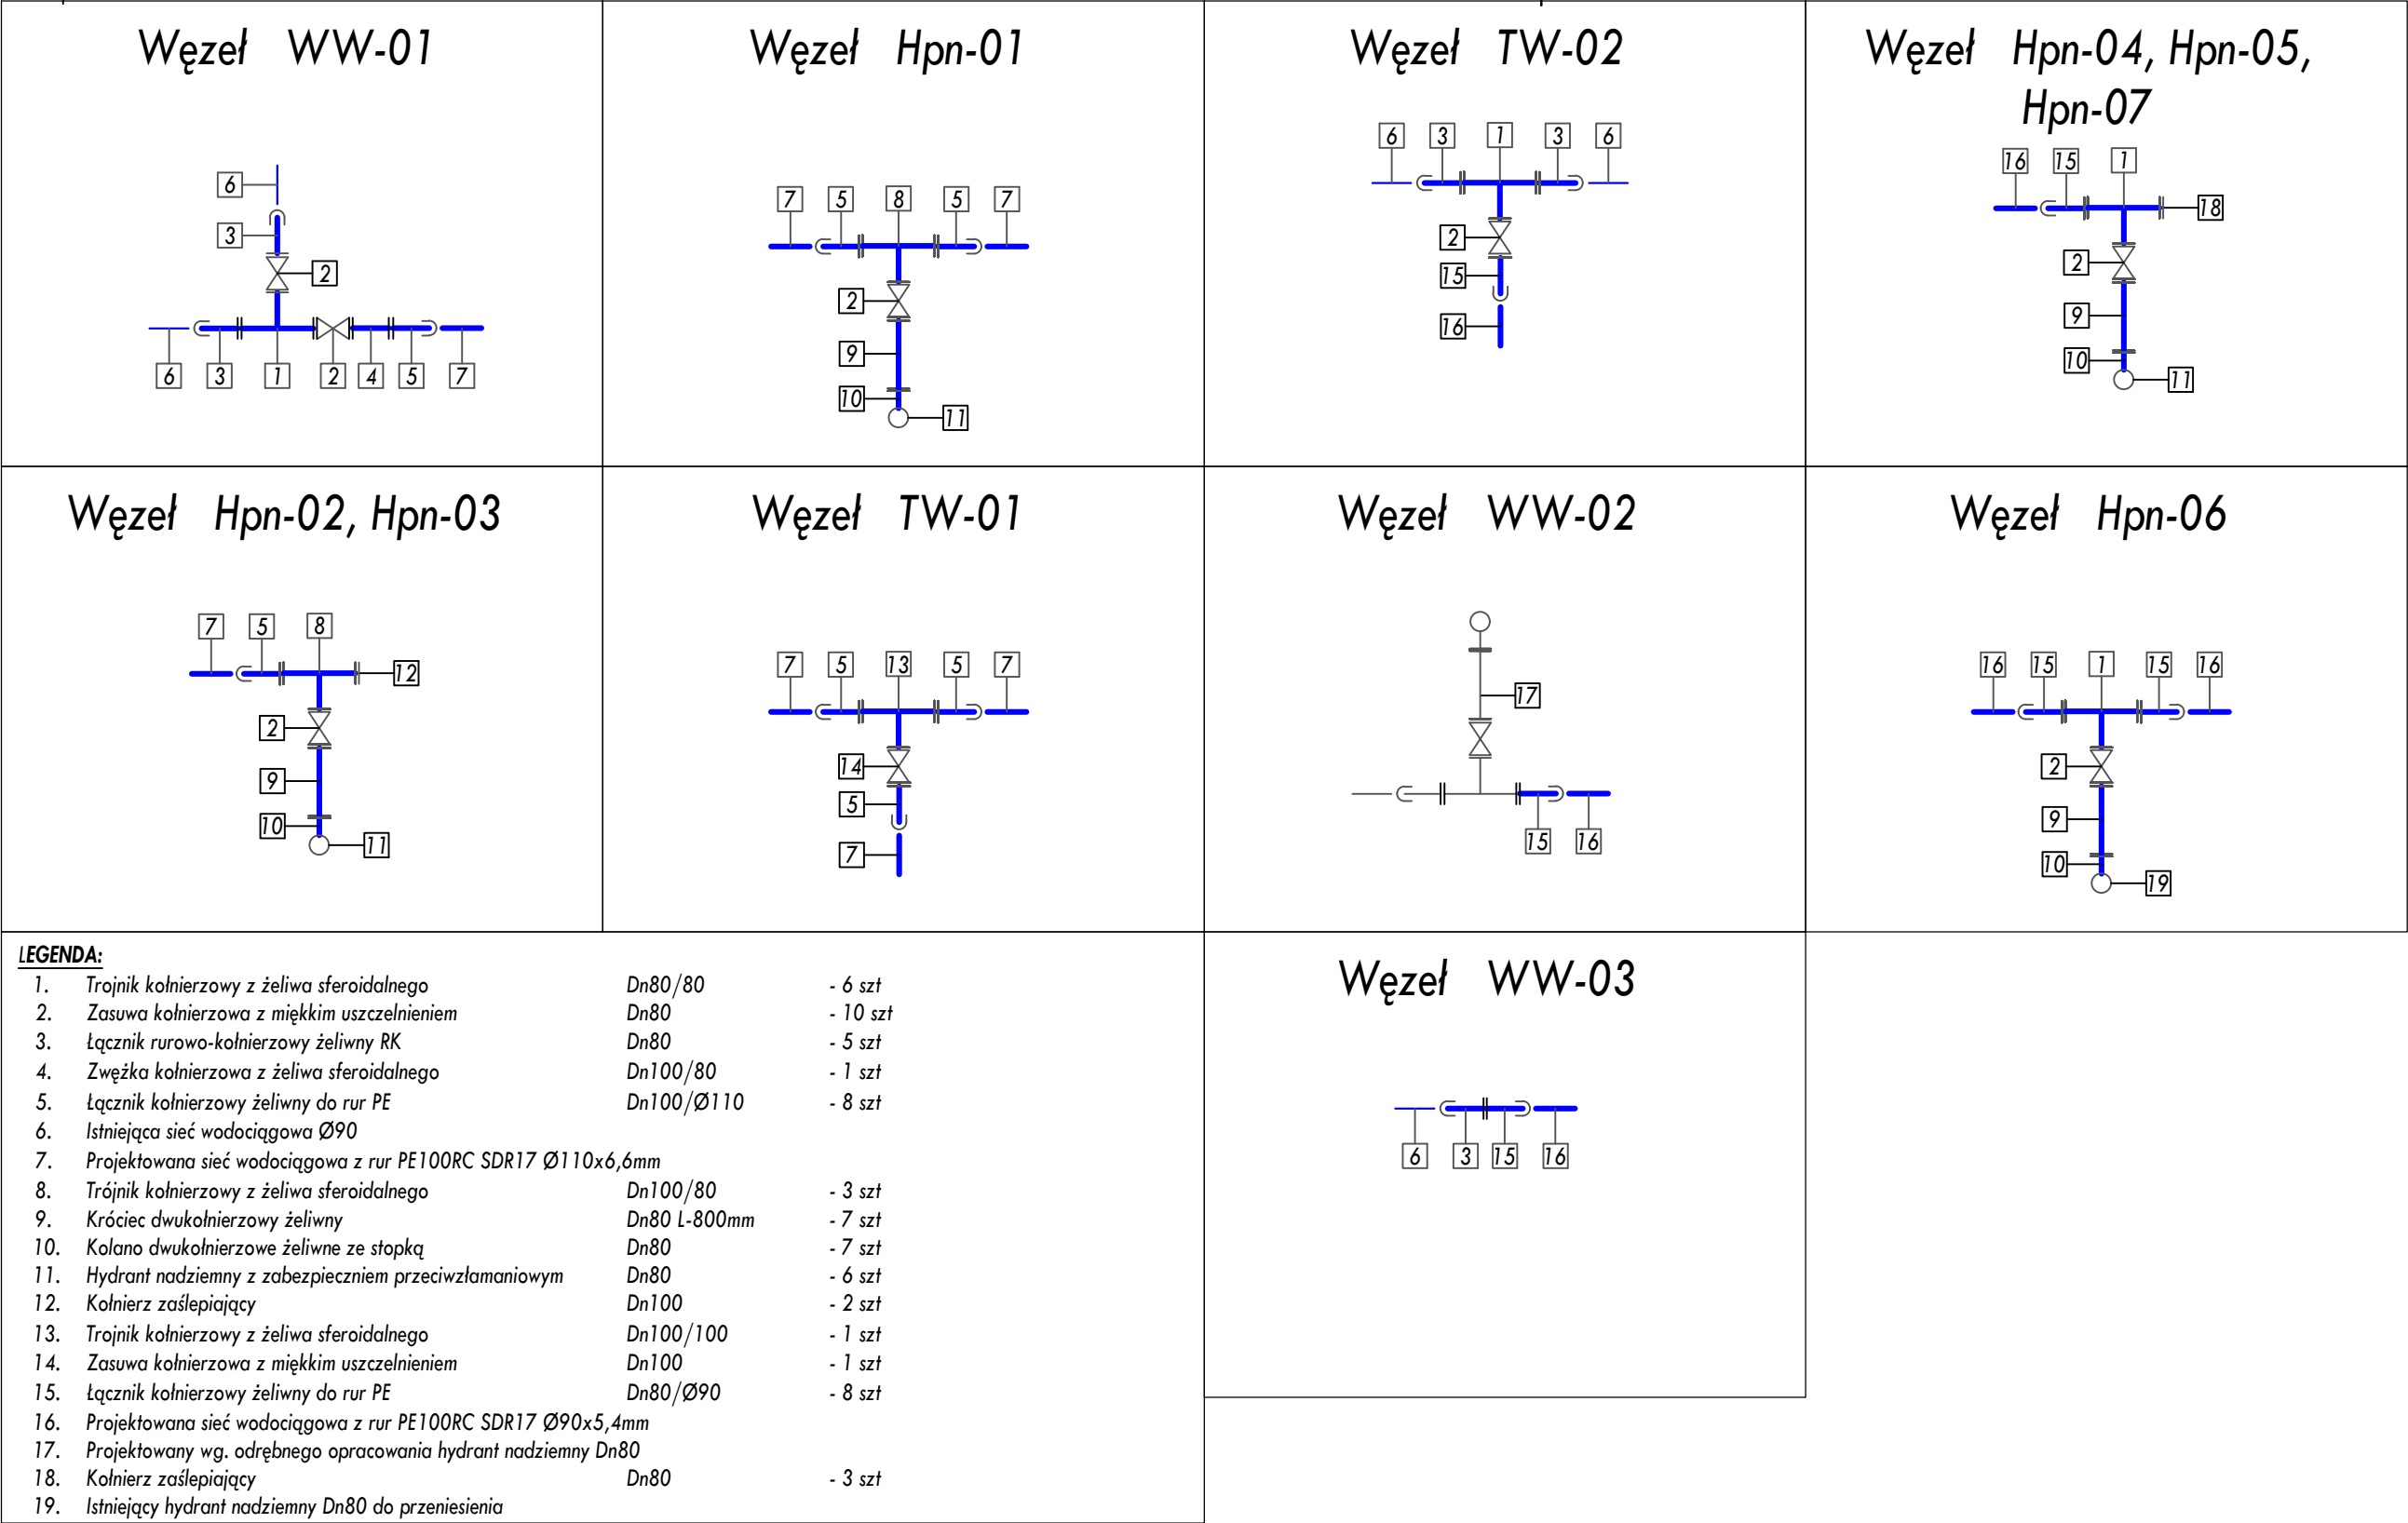 Węzeł WW-01
6
3
2
6 3 1 2 4 5 7
Węzeł Hpn-01
7 5 8 5 7
2
9
10
11
Węzeł TW-02
6 3 1 3 6
2
15
16
Węzeł Hpn-04, Hpn-05,
Hpn-07
16 15 1
18
2
9
10
11
Węzeł Hpn-02, Hpn-03
7 5 8
12
2
9
10
11
Węzeł TW-01
7 5 13 5 7
14
5
7
Węzeł WW-02
17
15 16
Węzeł Hpn-06
16 15 1 15 16
2
9
10
19
LEGENDA:
1. Trojnik kołnierzowy z żeliwa sferoidalnego Dn80/80 - 6 szt
2. Zasuwa kołnierzowa z miękkim uszczelnieniem Dn80 - 10 szt
3. Łącznik rurowo-kołnierzowy żeliwny RK Dn80 - 5 szt
4. Zwężka kołnierzowa z żeliwa sferoidalnego Dn100/80 - 1 szt
5. Łącznik kołnierzowy żeliwny do rur PE Dn100/Ø110 - 8 szt
6. Istniejąca sieć wodociągowa Ø90
7. Projektowana sieć wodociągowa z rur PE100RC SDR17 Ø110x6,6mm
8. Trójnik kołnierzowy z żeliwa sferoidalnego Dn100/80 - 3 szt
9. Króciec dwukołnierzowy żeliwny Dn80 L-800mm - 7 szt
10. Kolano dwukołnierzowe żeliwne ze stopką Dn80 - 7 szt
11. Hydrant nadziemny z zabezpieczniem przeciwzłamaniowym Dn80 - 6 szt
12. Kołnierz zaślepiający Dn100 - 2 szt
13. Trojnik kołnierzowy z żeliwa sferoidalnego Dn100/100 - 1 szt
14. Zasuwa kołnierzowa z miękkim uszczelnieniem Dn100 - 1 szt
15. Łącznik kołnierzowy żeliwny do rur PE Dn80/Ø90 - 8 szt
16. Projektowana sieć wodociągowa z rur PE100RC SDR17 Ø90x5,4mm
17. Projektowany wg. odrębnego opracowania hydrant nadziemny Dn80
18. Kołnierz zaślepiający Dn80 - 3 szt
19. Istniejący hydrant nadziemny Dn80 do przeniesienia
Węzeł WW-03
6 3 15 16